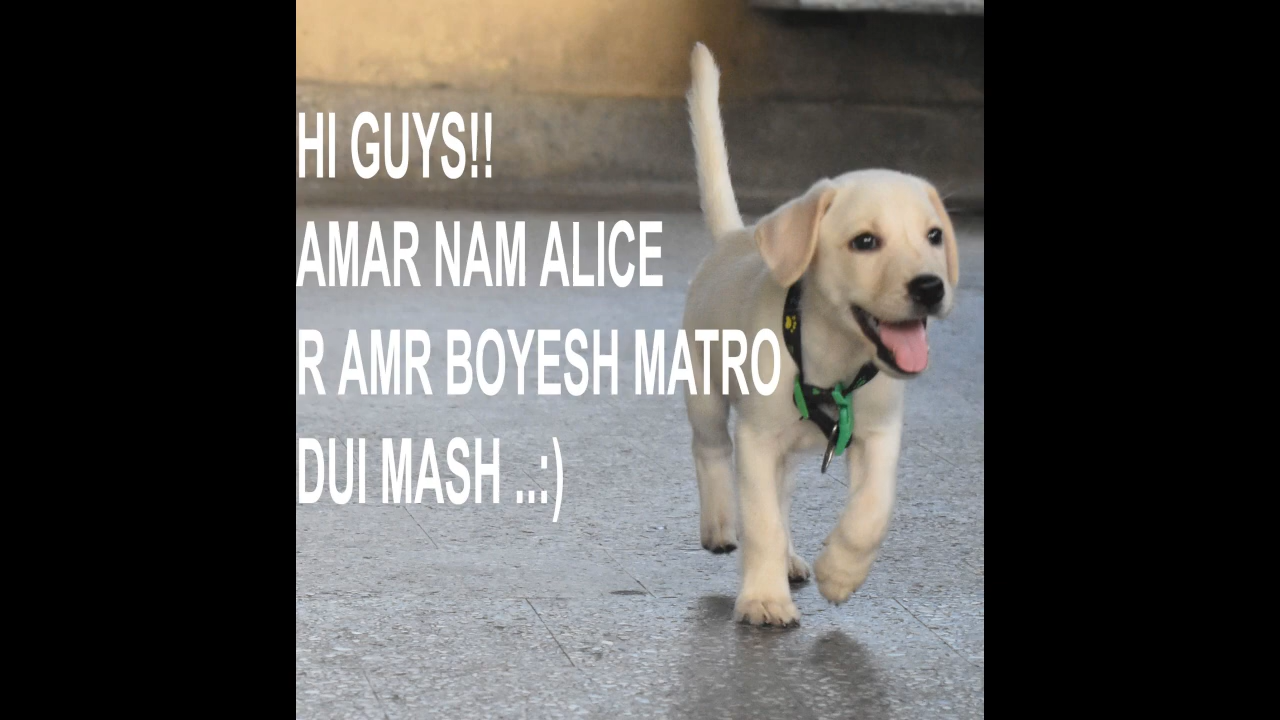 HI GUYS!!
AMAR NAM ALICE
R AMR BOYESH MATRO
DUI MASH ..:)